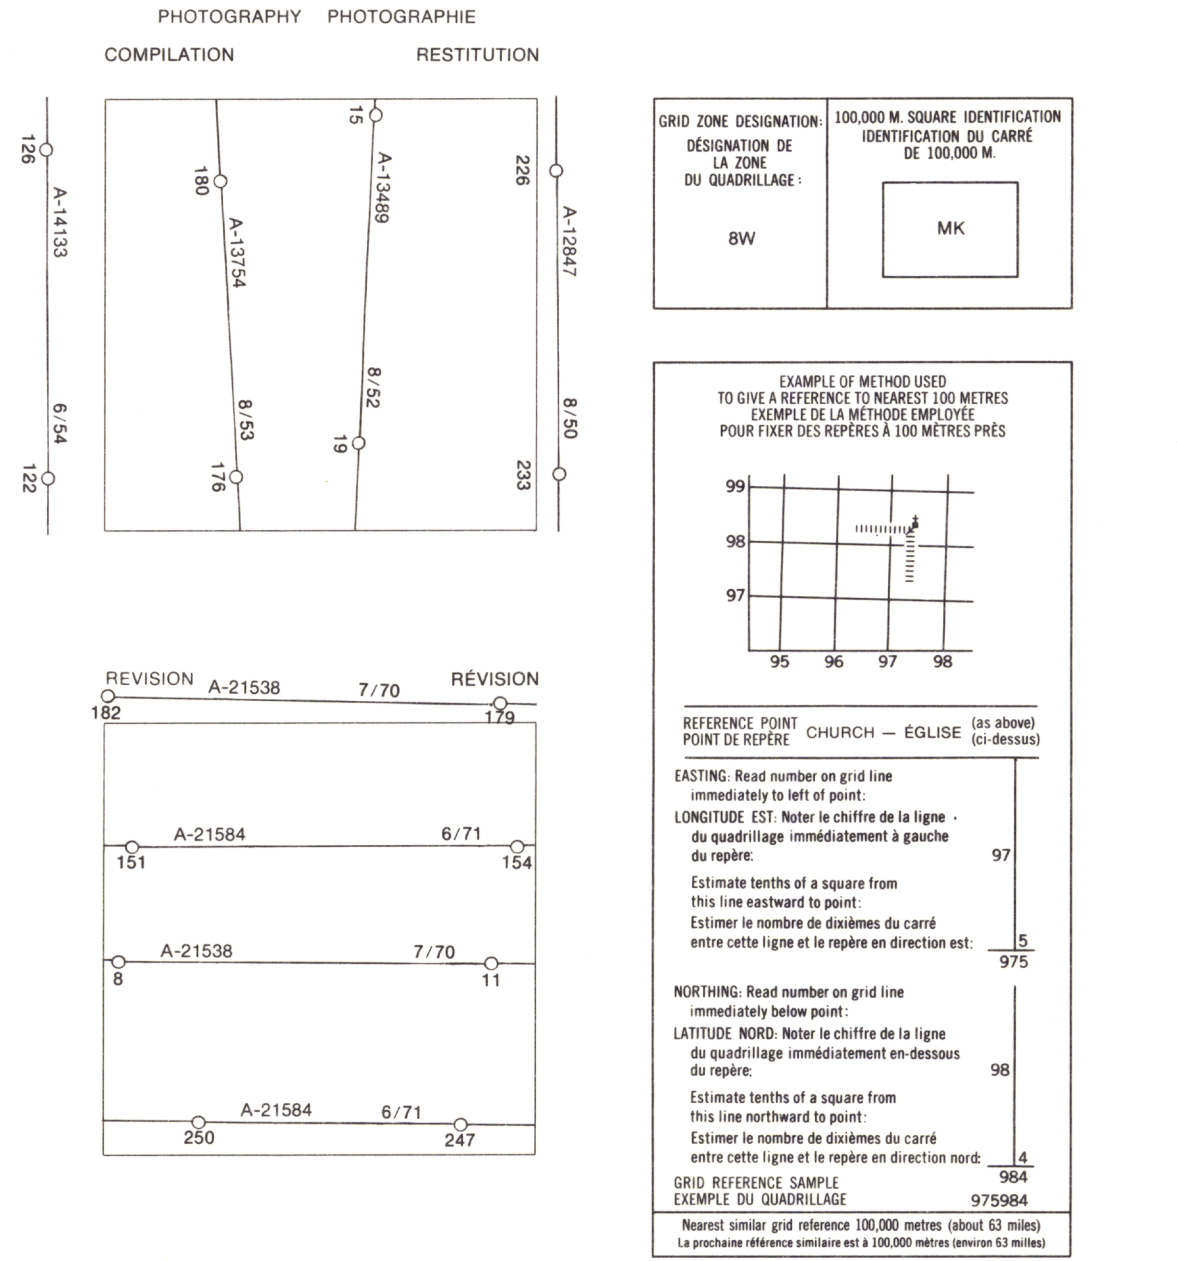 PHOTOGRAPHY PHOTOGRAPHIE
COMPILATION RESTITUTION
126
A-14133
6/54
122
180
A-13754
8/53
176
15
A-13489
8/52
19
226
A-12847
8/50
233
REVISION RÉVISION
A-21538 7/70
182 179
A-21584 6/71
151 154
A-21538 7/70
8 11
A-21584 6/71
250 247
GRID ZONE DESIGNATION:
DÉSIGNATION DE
LA ZONE
DU QUADRILLAGE:
8W
100,000 M. SQUARE IDENTIFICATION
IDENTIFICATION DU CARRÉ
DE 100,000 M.
MK
EXAMPLE OF METHOD USED
TO GIVE A REFERENCE TO NEAREST 100 METRES
EXEMPLE DE LA MÉTHODE EMPLOYÉE
POUR FIXER DES REPÈRES À 100 MÈTRES PRÈS
99
98
97
95 96 97 98
REFERENCE POINT
POINT DE REPÈRE
CHURCH — ÉGLISE
(as above)
(ci-dessus)
EASTING: Read number on grid line
immediately to left of point:
LONGITUDE EST: Noter le chiffre de la ligne
du quadrillage immédiatement à gauche
du repère: 97
Estimate tenths of a square from
this line eastward to point:
Estimer le nombre de dixièmes du carré
entre cette ligne et le repère en direction est: 5
975
NORTHING: Read number on grid line
immediately below point:
LATITUDE NORD: Noter le chiffre de la ligne
du quadrillage immédiatement en-dessous
du repère: 98
Estimate tenths of a square from
this line northward to point:
Estimer le nombre de dixièmes du carré
entre cette ligne et le repère en direction nord: 4
984
GRID REFERENCE SAMPLE
EXEMPLE DU QUADRILLAGE 975984
Nearest similar grid reference 100,000 metres (about 63 miles)
La prochaine référence similaire est à 100,000 mètres (environ 63 milles)